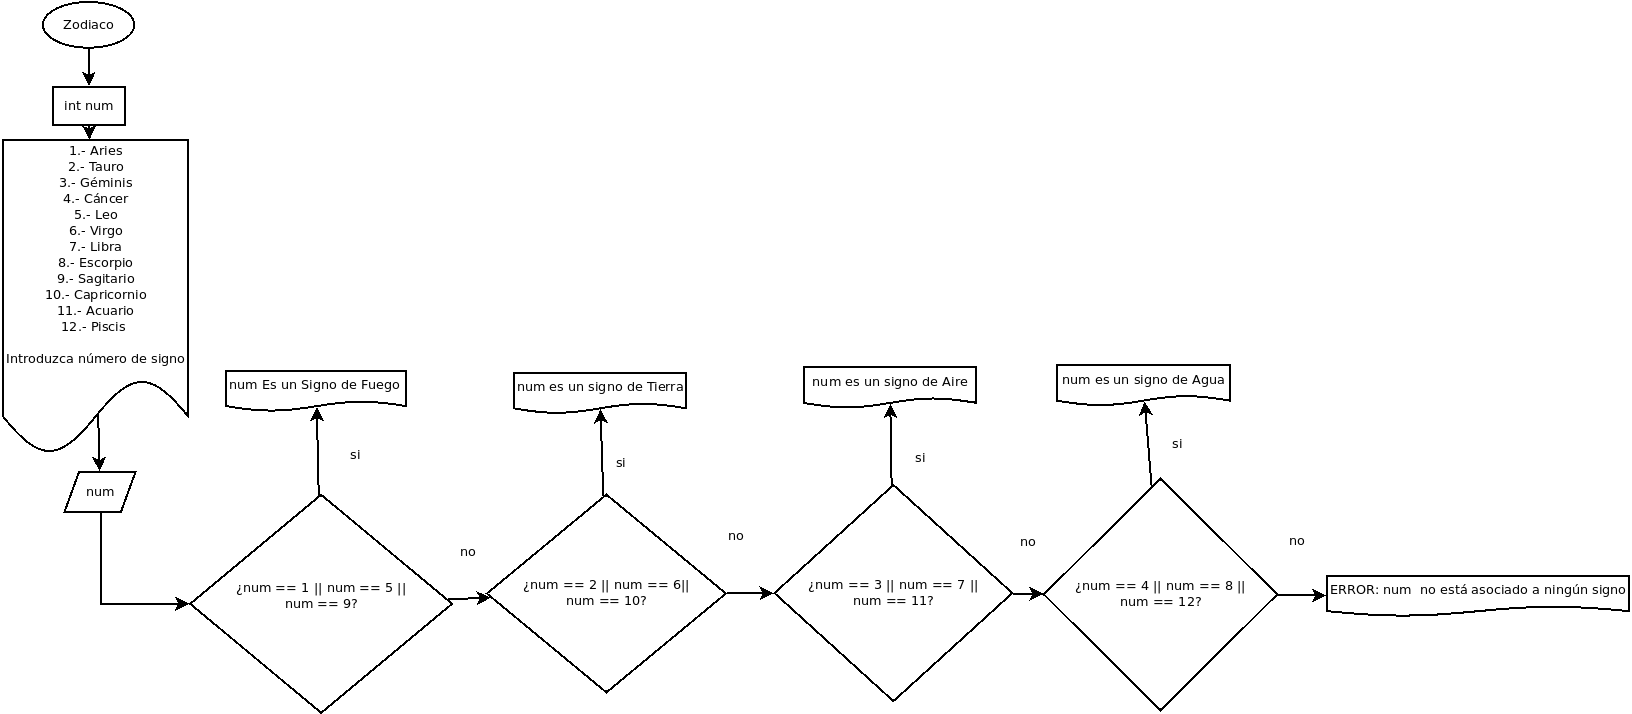 Zodiaco
int num
1.- Aries
2.- Tauro
3.- Géminis
4.- Cáncer
5.- Leo
6.- Virgo
7.- Libra
8.- Escorpio
9.- Sagitario
10.- Capricornio
11.- Acuario
12.- Piscis
Introduzca número de signo
num
¿num == 1 || num == 5 ||
num == 9?
si
num Es un Signo de Fuego
no
¿num == 2 || num == 6||
num == 10?
si
num es un signo de Tierra
no
¿num == 3 || num == 7 ||
num == 11?
si
num es un signo de Aire
no
¿num == 4 || num == 8 ||
num == 12?
si
num es un signo de Agua
no
ERROR: num  no está asociado a ningún signo